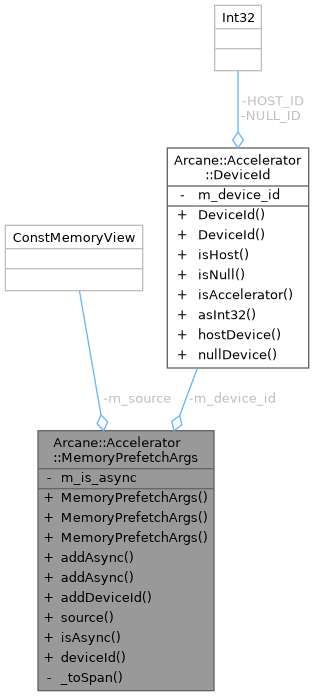 Int32
-HOST_ID
-NULL_ID
Arcane::Accelerator
::DeviceId
- m_device_id
+ DeviceId()
+ DeviceId()
+ isHost()
+ isNull()
+ isAccelerator()
+ asInt32()
+ hostDevice()
+ nullDevice()
ConstMemoryView
-m_source
-m_device_id
Arcane::Accelerator
::MemoryPrefetchArgs
- m_is_async
+ MemoryPrefetchArgs()
+ MemoryPrefetchArgs()
+ MemoryPrefetchArgs()
+ addAsync()
+ addAsync()
+ addDeviceId()
+ source()
+ isAsync()
+ deviceId()
- _toSpan()